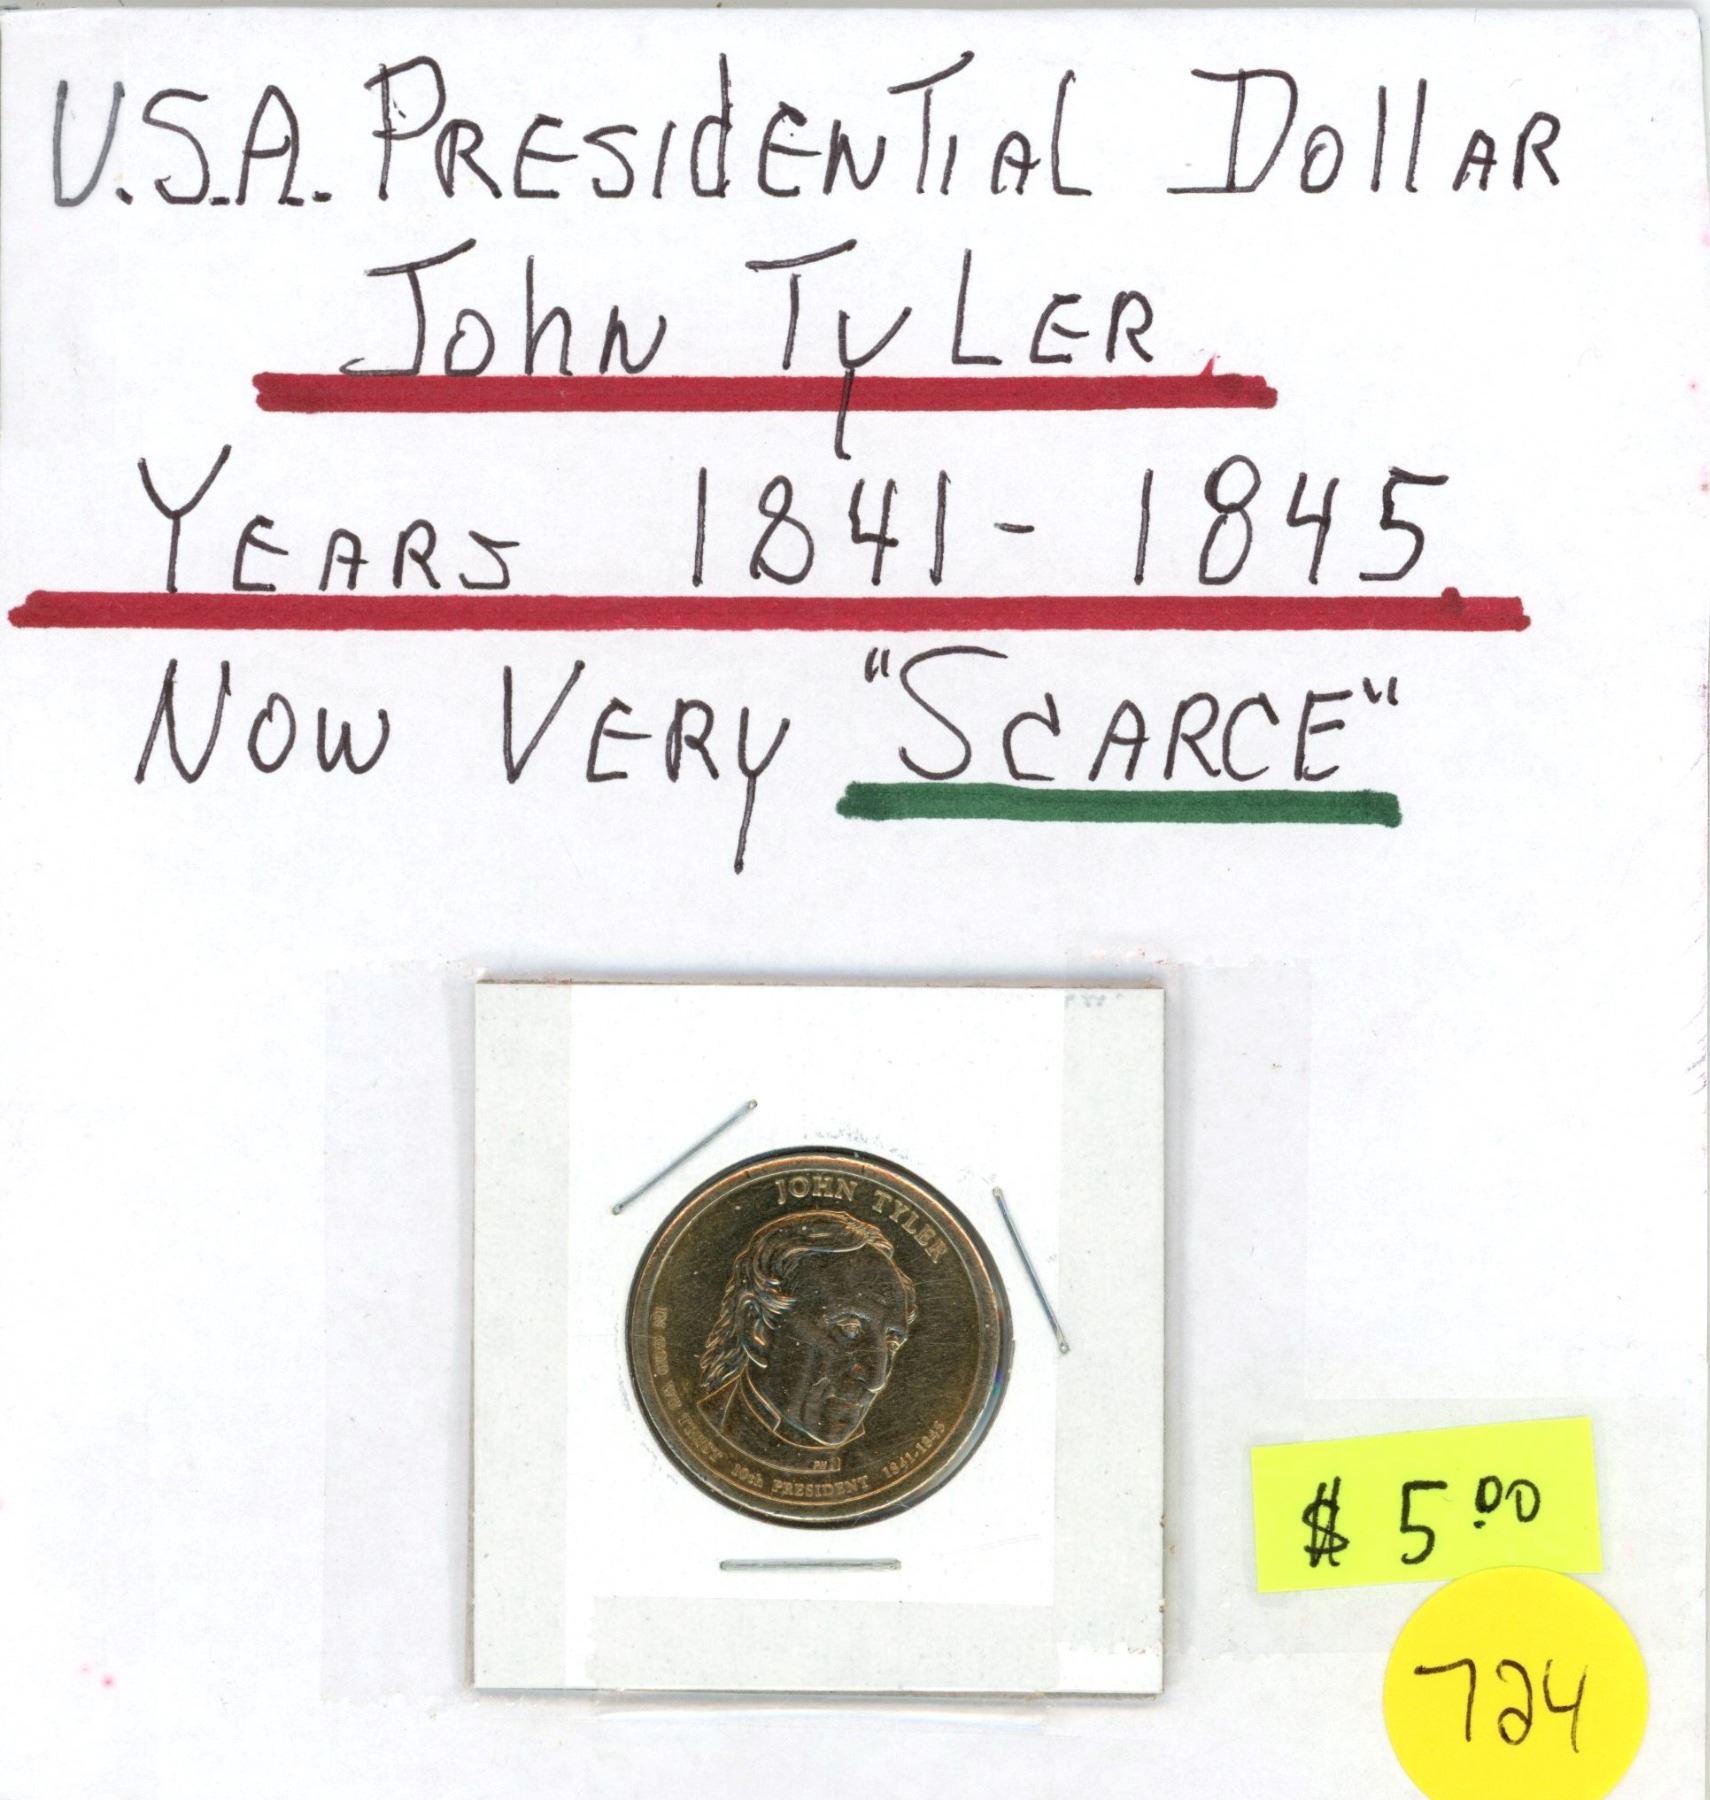 U.S.A. PRESIDENTIAL DOLLAR
JOHN TYLER
YEARS 1841-1845
NOW VERY "SCARCE"
JOHN TYLER
IN GOD WE TRUST 10th PRESIDENT 1841-1845
$ 5.00
724